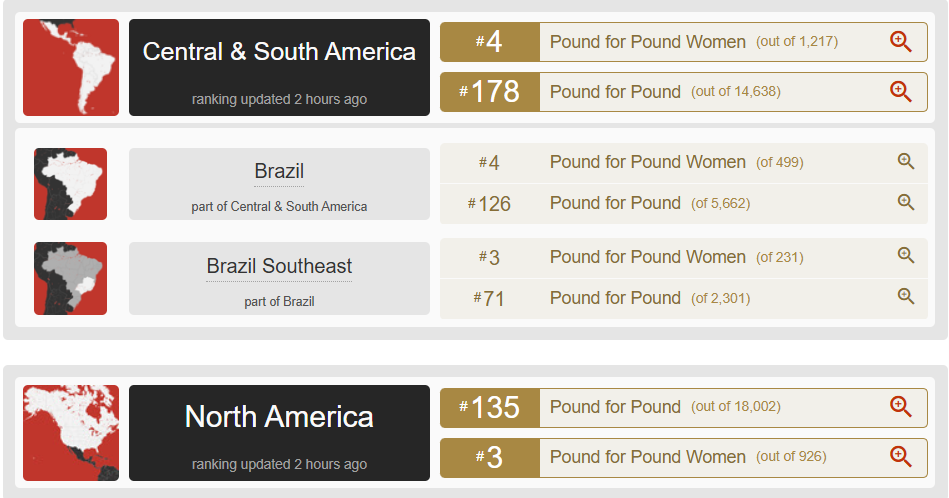 Central & South America
ranking updated 2 hours ago
#4 Pound for Pound Women (out of 1,217)
#178 Pound for Pound (out of 14,638)
Brazil
part of Central & South America
#4 Pound for Pound Women (of 499)
#126 Pound for Pound (of 5,662)
Brazil Southeast
part of Brazil
#3 Pound for Pound Women (of 231)
#71 Pound for Pound (of 2,301)
North America
ranking updated 2 hours ago
#135 Pound for Pound (out of 18,002)
#3 Pound for Pound Women (out of 926)